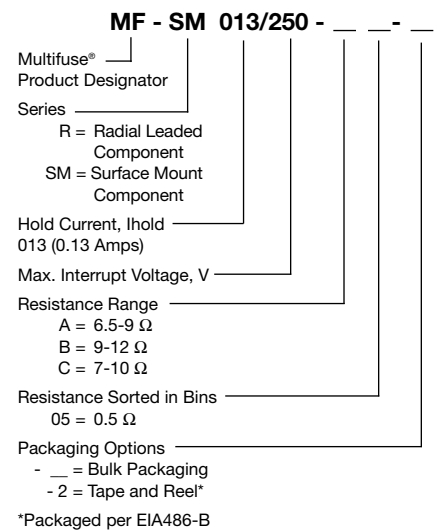 MF - SM 013/250 - __ __- __
Multifuse®
Product Designator
Series
R = Radial Leaded
Component
SM = Surface Mount
Component
Hold Current, Ihold
013 (0.13 Amps)
Max. Interrupt Voltage, V
Resistance Range
A = 6.5-9 Ω
B = 9-12 Ω
C = 7-10 Ω
Resistance Sorted in Bins
05 = 0.5 Ω
Packaging Options
- __ = Bulk Packaging
- 2 = Tape and Reel*
*Packaged per EIA486-B